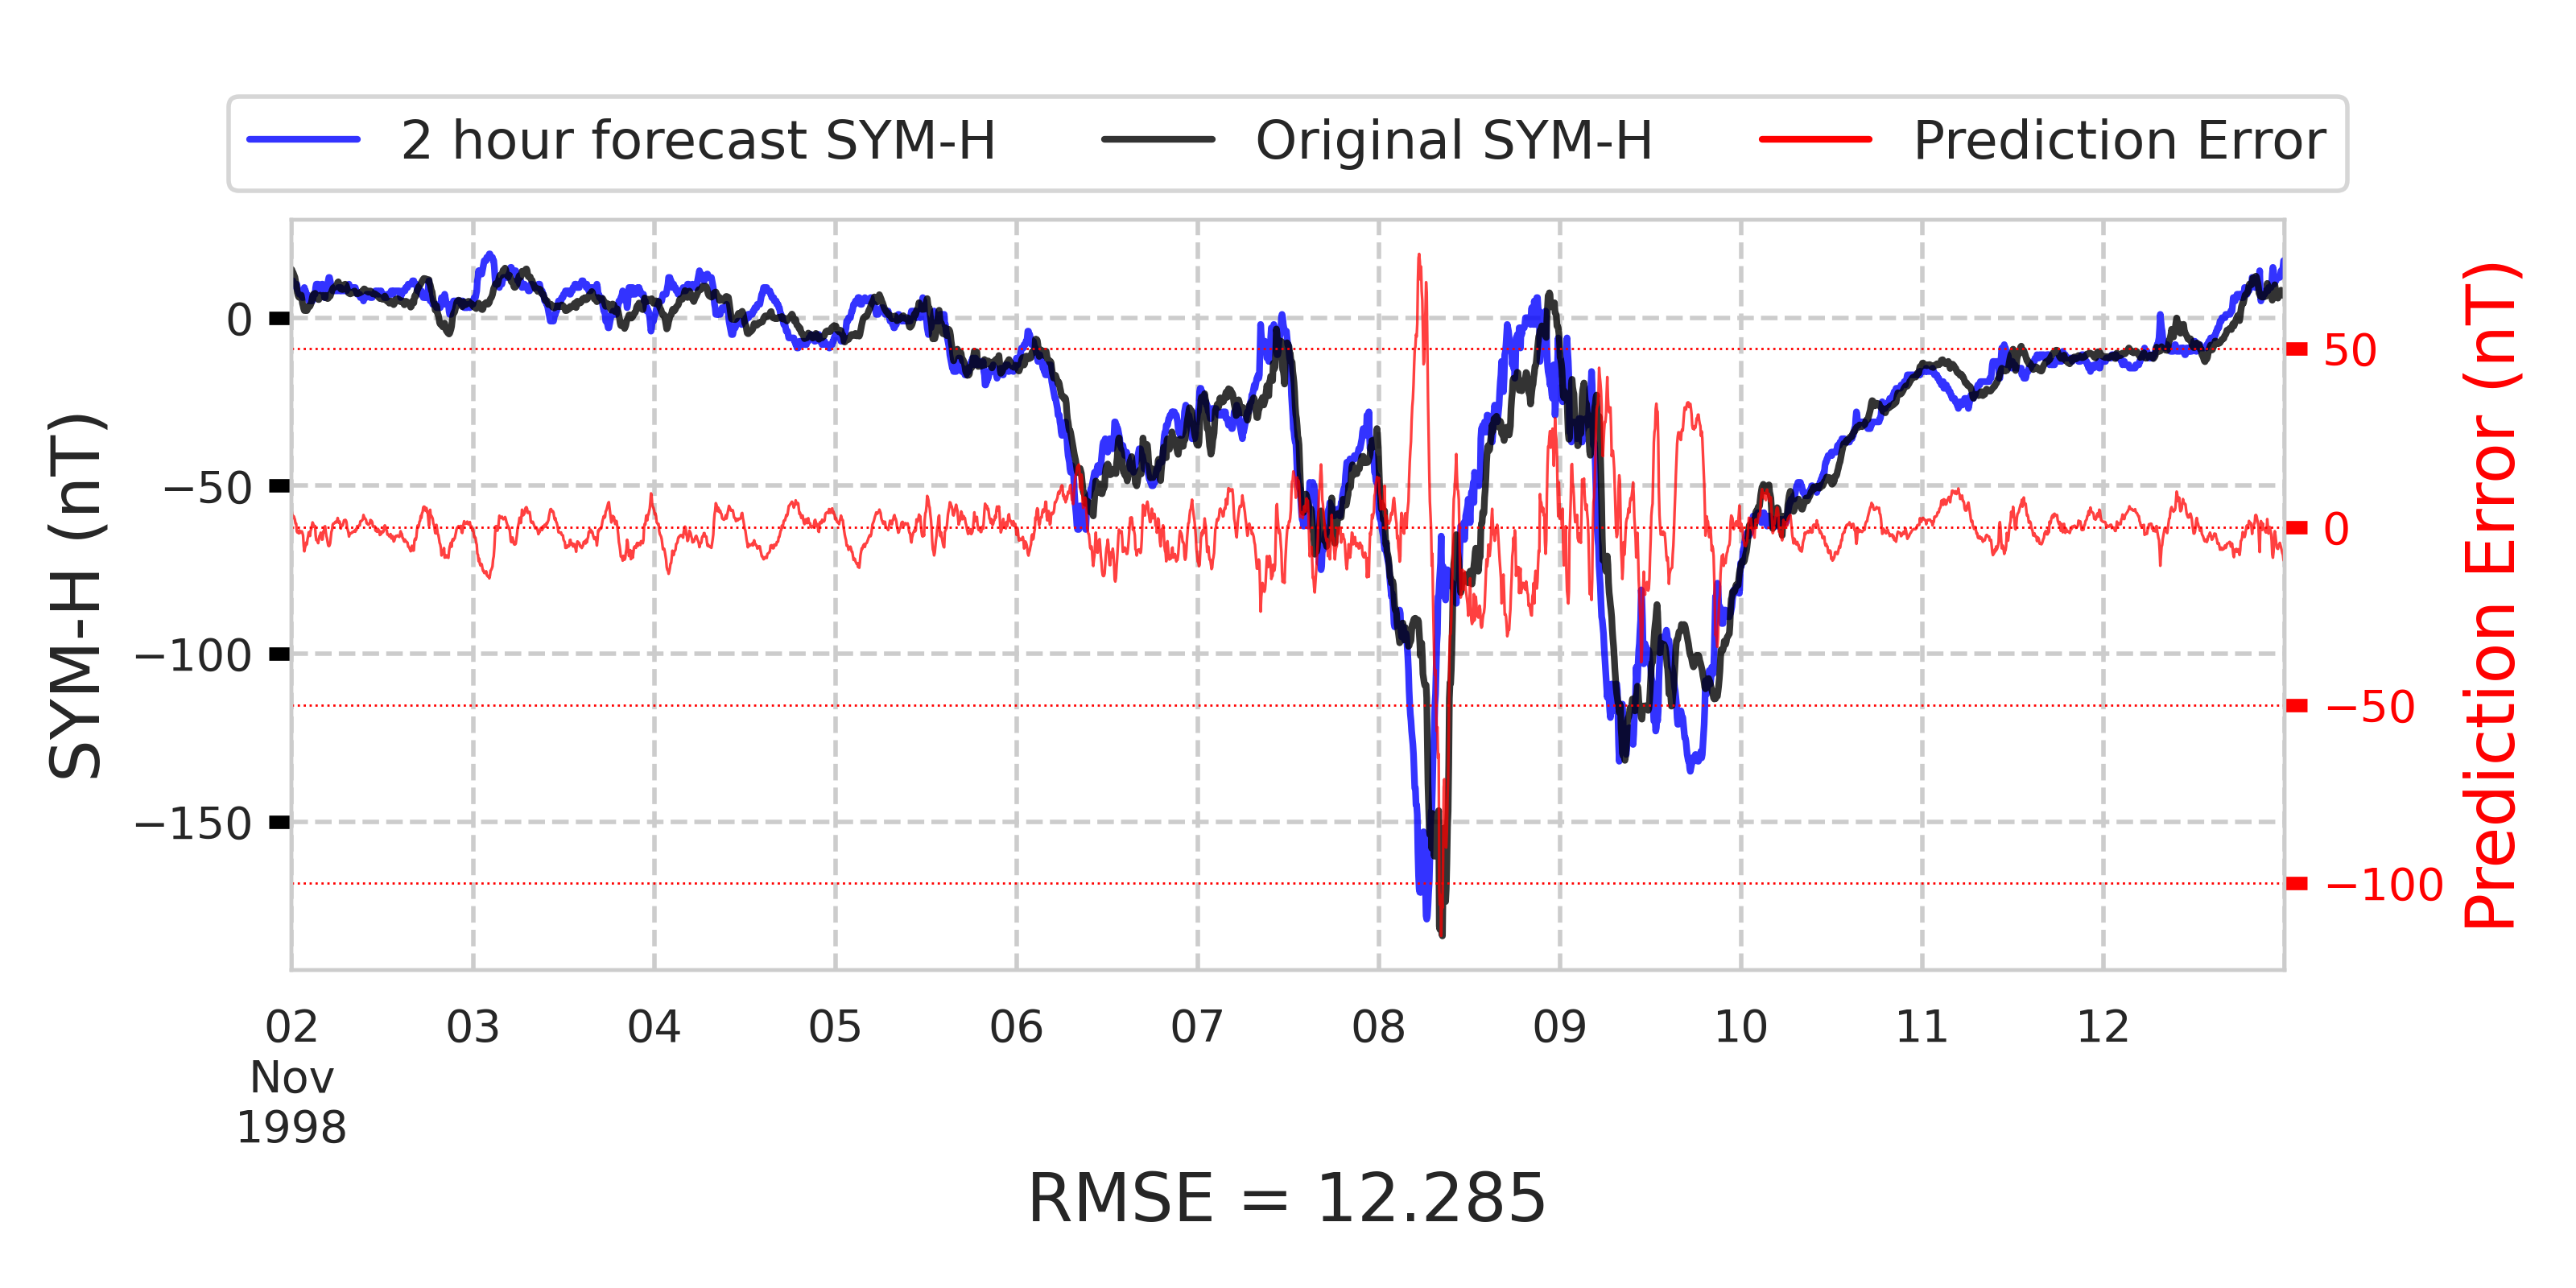 2 hour forecast SYM-H
Original SYM-H
Prediction Error
SYM-H (nT)
0
−50
−100
−150
50
0
−50
−100
Prediction Error (nT)
02
03
04
05
06
07
08
09
10
11
12
Nov
1998
RMSE = 12.285